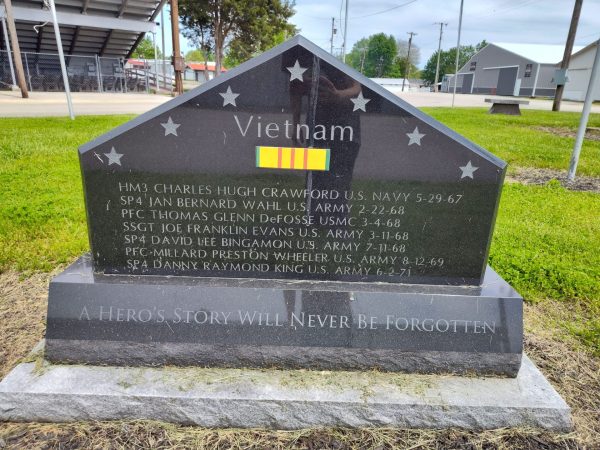 Vietnam
HM3 CHARLES HUGH CRAWFORD U.S. NAVY 5-29-67
SP4 JAN BERNARD WAHL U.S. ARMY 2-22-68
PFC THOMAS GLENN DeFOSSE USMC 3-4-68
SSGT JOE FRANKLIN EVANS U.S. ARMY 3-11-68
SP4 DAVID LEE BINGAMON U.S. ARMY 7-11-68
PFC MILLARD PRESTON WHEELER U.S. ARMY 8-12-69
SP4 DANNY RAYMOND KING U.S. ARMY 6-2-71
A HERO'S STORY WILL NEVER BE FORGOTTEN